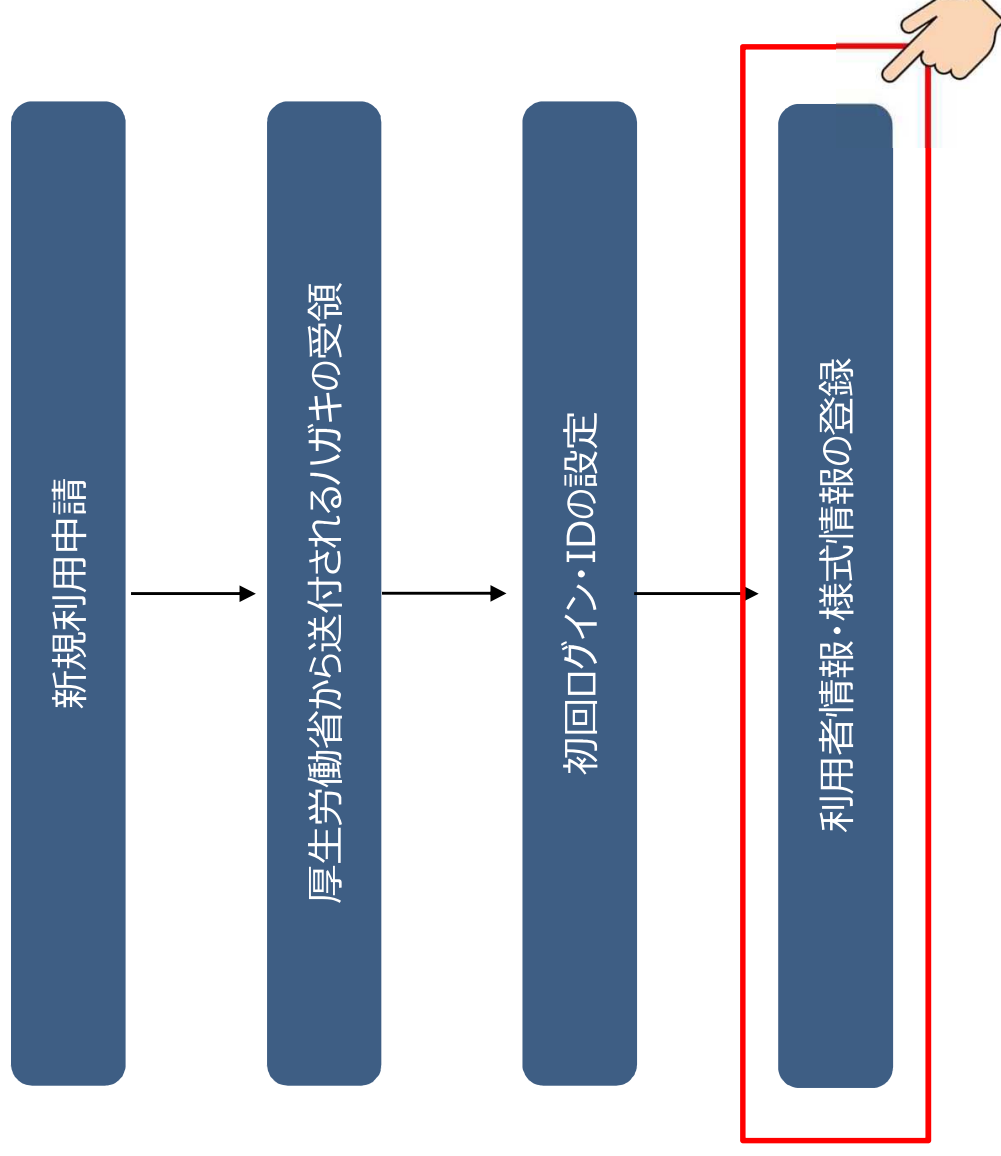 新規利用申請
厚生労働省から送付されるハガキの受領
初回ログイン・IDの設定
利用者情報・様式情報の登録